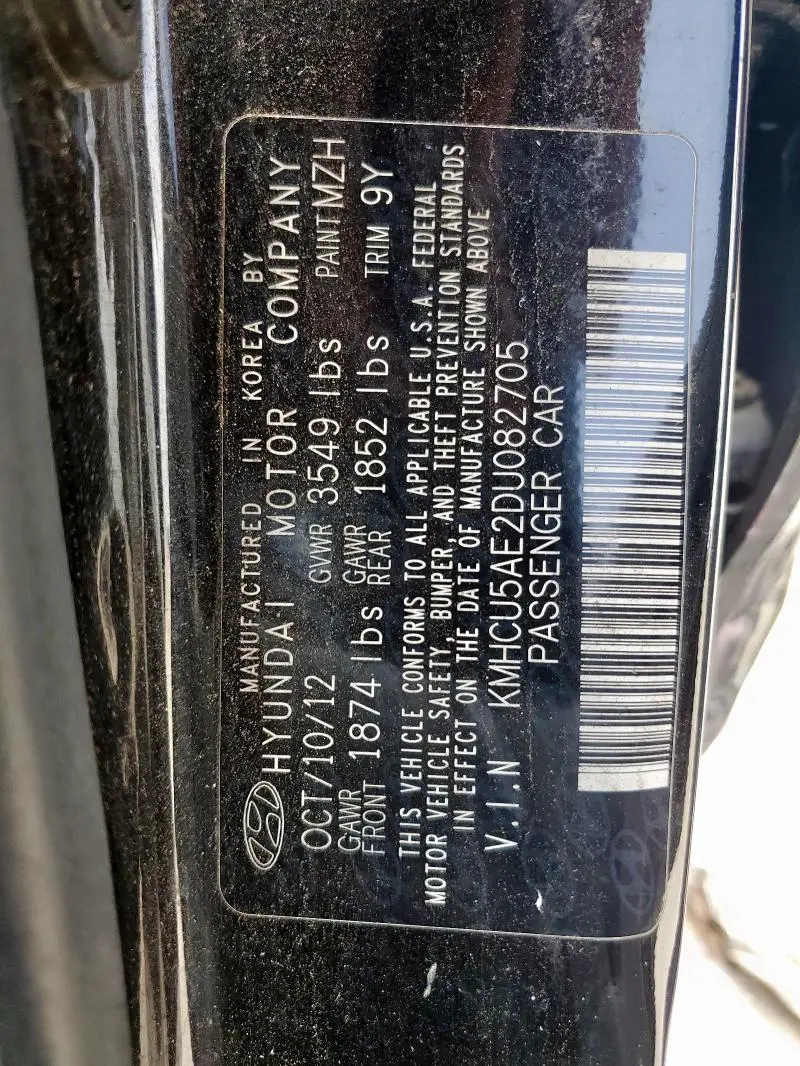 MANUFACTURED IN KOREA BY
HYUNDAI MOTOR COMPANY
OCT/10/12 GVWR 3549 lbs PAINT MZH
GAWR FRONT 1874 lbs GAWR REAR 1852 lbs TRIM 9Y
THIS VEHICLE CONFORMS TO ALL APPLICABLE U.S.A. FEDERAL
MOTOR VEHICLE SAFETY, BUMPER, AND THEFT PREVENTION STANDARDS
IN EFFECT ON THE DATE OF MANUFACTURE SHOWN ABOVE
V.I.N KMHCU5AE2DU082705
PASSENGER CAR